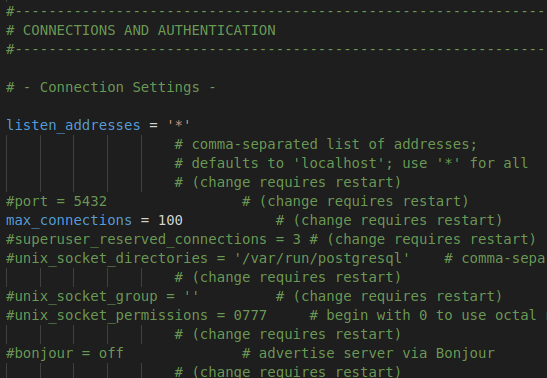 #---------------------------------------------------------------
# CONNECTIONS AND AUTHENTICATION
#---------------------------------------------------------------
# - Connection Settings -
listen_addresses = '*'
# comma-separated list of addresses;
# defaults to 'localhost'; use '*' for all
# (change requires restart)
#port = 5432 # (change requires restart)
max_connections = 100 # (change requires restart)
#superuser_reserved_connections = 3 # (change requires restart)
#unix_socket_directories = '/var/run/postgresql' # comma-sepa
# (change requires restart)
#unix_socket_group = '' # (change requires restart)
#unix_socket_permissions = 0777 # begin with 0 to use octal
# (change requires restart)
#bonjour = off # advertise server via Bonjour
# (change requires restart)